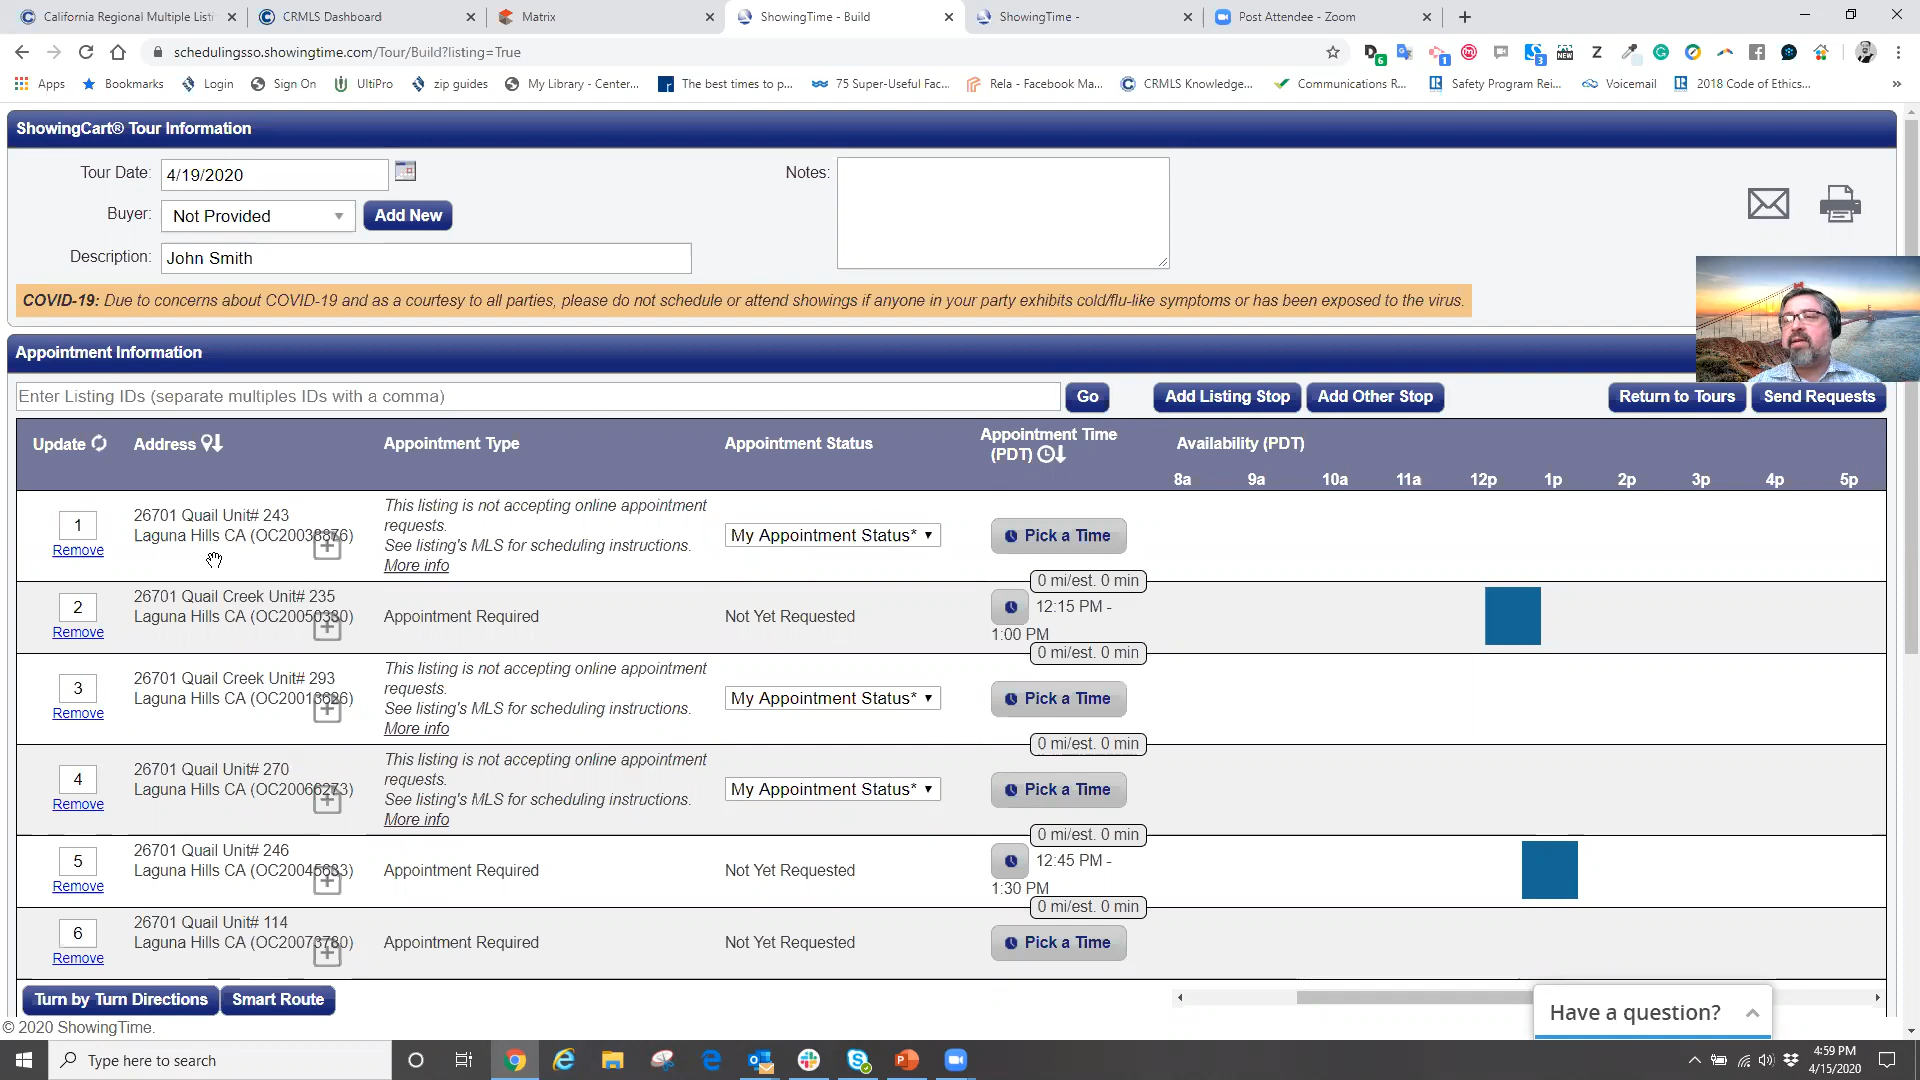 California Regional Multiple Listi
CRMLS Dashboard
Matrix
ShowingTime - Build
ShowingTime -
Post Attendee - Zoom
schedulingsso.showingtime.com/Tour/Build?listing=True
Apps
Bookmarks
Login
Sign On
UltiPro
zip guides
My Library - Center...
The best times to p...
75 Super-Useful Fac...
Rela - Facebook Ma...
CRMLS Knowledge...
Communications R...
Safety Program Rei...
Voicemail
2018 Code of Ethics...
ShowingCart® Tour Information
Tour Date: 4/19/2020
Notes:
Buyer: Not Provided Add New
Description: John Smith
COVID-19: Due to concerns about COVID-19 and as a courtesy to all parties, please do not schedule or attend showings if anyone in your party exhibits cold/flu-like symptoms or has been exposed to the virus.
Appointment Information
Enter Listing IDs (separate multiples IDs with a comma) Go Add Listing Stop Add Other Stop Return to Tours Send Requests
Update Address Appointment Type Appointment Status Appointment Time (PDT) Availability (PDT)
8a 9a 10a 11a 12p 1p 2p 3p 4p 5p
1
Remove
26701 Quail Unit# 243
Laguna Hills CA (OC20038876)
This listing is not accepting online appointment
requests.
See listing's MLS for scheduling instructions.
More info
My Appointment Status*
Pick a Time
0 mi/est. 0 min
2
Remove
26701 Quail Creek Unit# 235
Laguna Hills CA (OC20050380)
Appointment Required
Not Yet Requested
12:15 PM -
1:00 PM
0 mi/est. 0 min
3
Remove
26701 Quail Creek Unit# 293
Laguna Hills CA (OC20013626)
This listing is not accepting online appointment
requests.
See listing's MLS for scheduling instructions.
More info
My Appointment Status*
Pick a Time
0 mi/est. 0 min
4
Remove
26701 Quail Unit# 270
Laguna Hills CA (OC20066273)
This listing is not accepting online appointment
requests.
See listing's MLS for scheduling instructions.
More info
My Appointment Status*
Pick a Time
0 mi/est. 0 min
5
Remove
26701 Quail Unit# 246
Laguna Hills CA (OC20045633)
Appointment Required
Not Yet Requested
12:45 PM -
1:30 PM
0 mi/est. 0 min
6
Remove
26701 Quail Unit# 114
Laguna Hills CA (OC20073780)
Appointment Required
Not Yet Requested
Pick a Time
Turn by Turn Directions Smart Route
Have a question?
© 2020 ShowingTime.
Type here to search
4:59 PM
4/15/2020